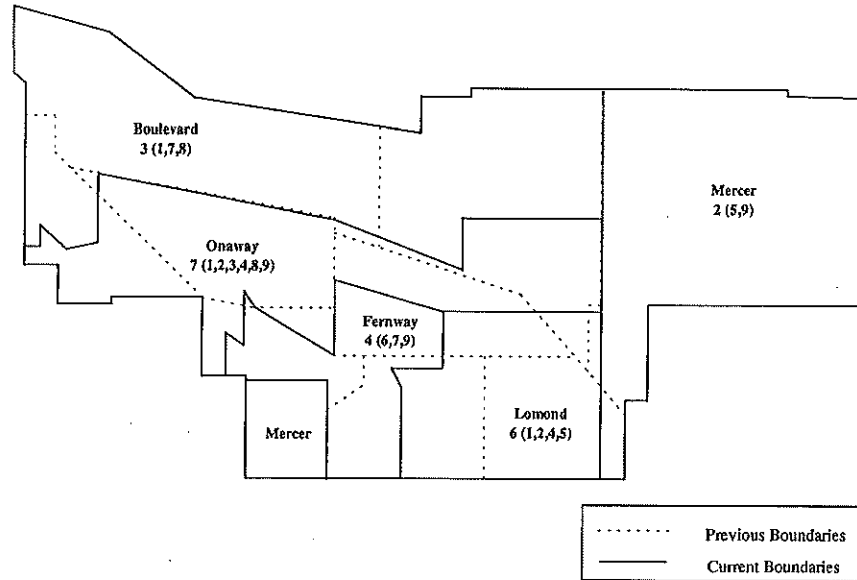 Boulevard
3 (1,7,8)
Mercer
2 (5,9)
Onaway
7 (1,2,3,4,8,9)
Fernway
4 (6,7,9)
Lomond
6 (1,2,4,5)
Mercer
Previous Boundaries
Current Boundaries